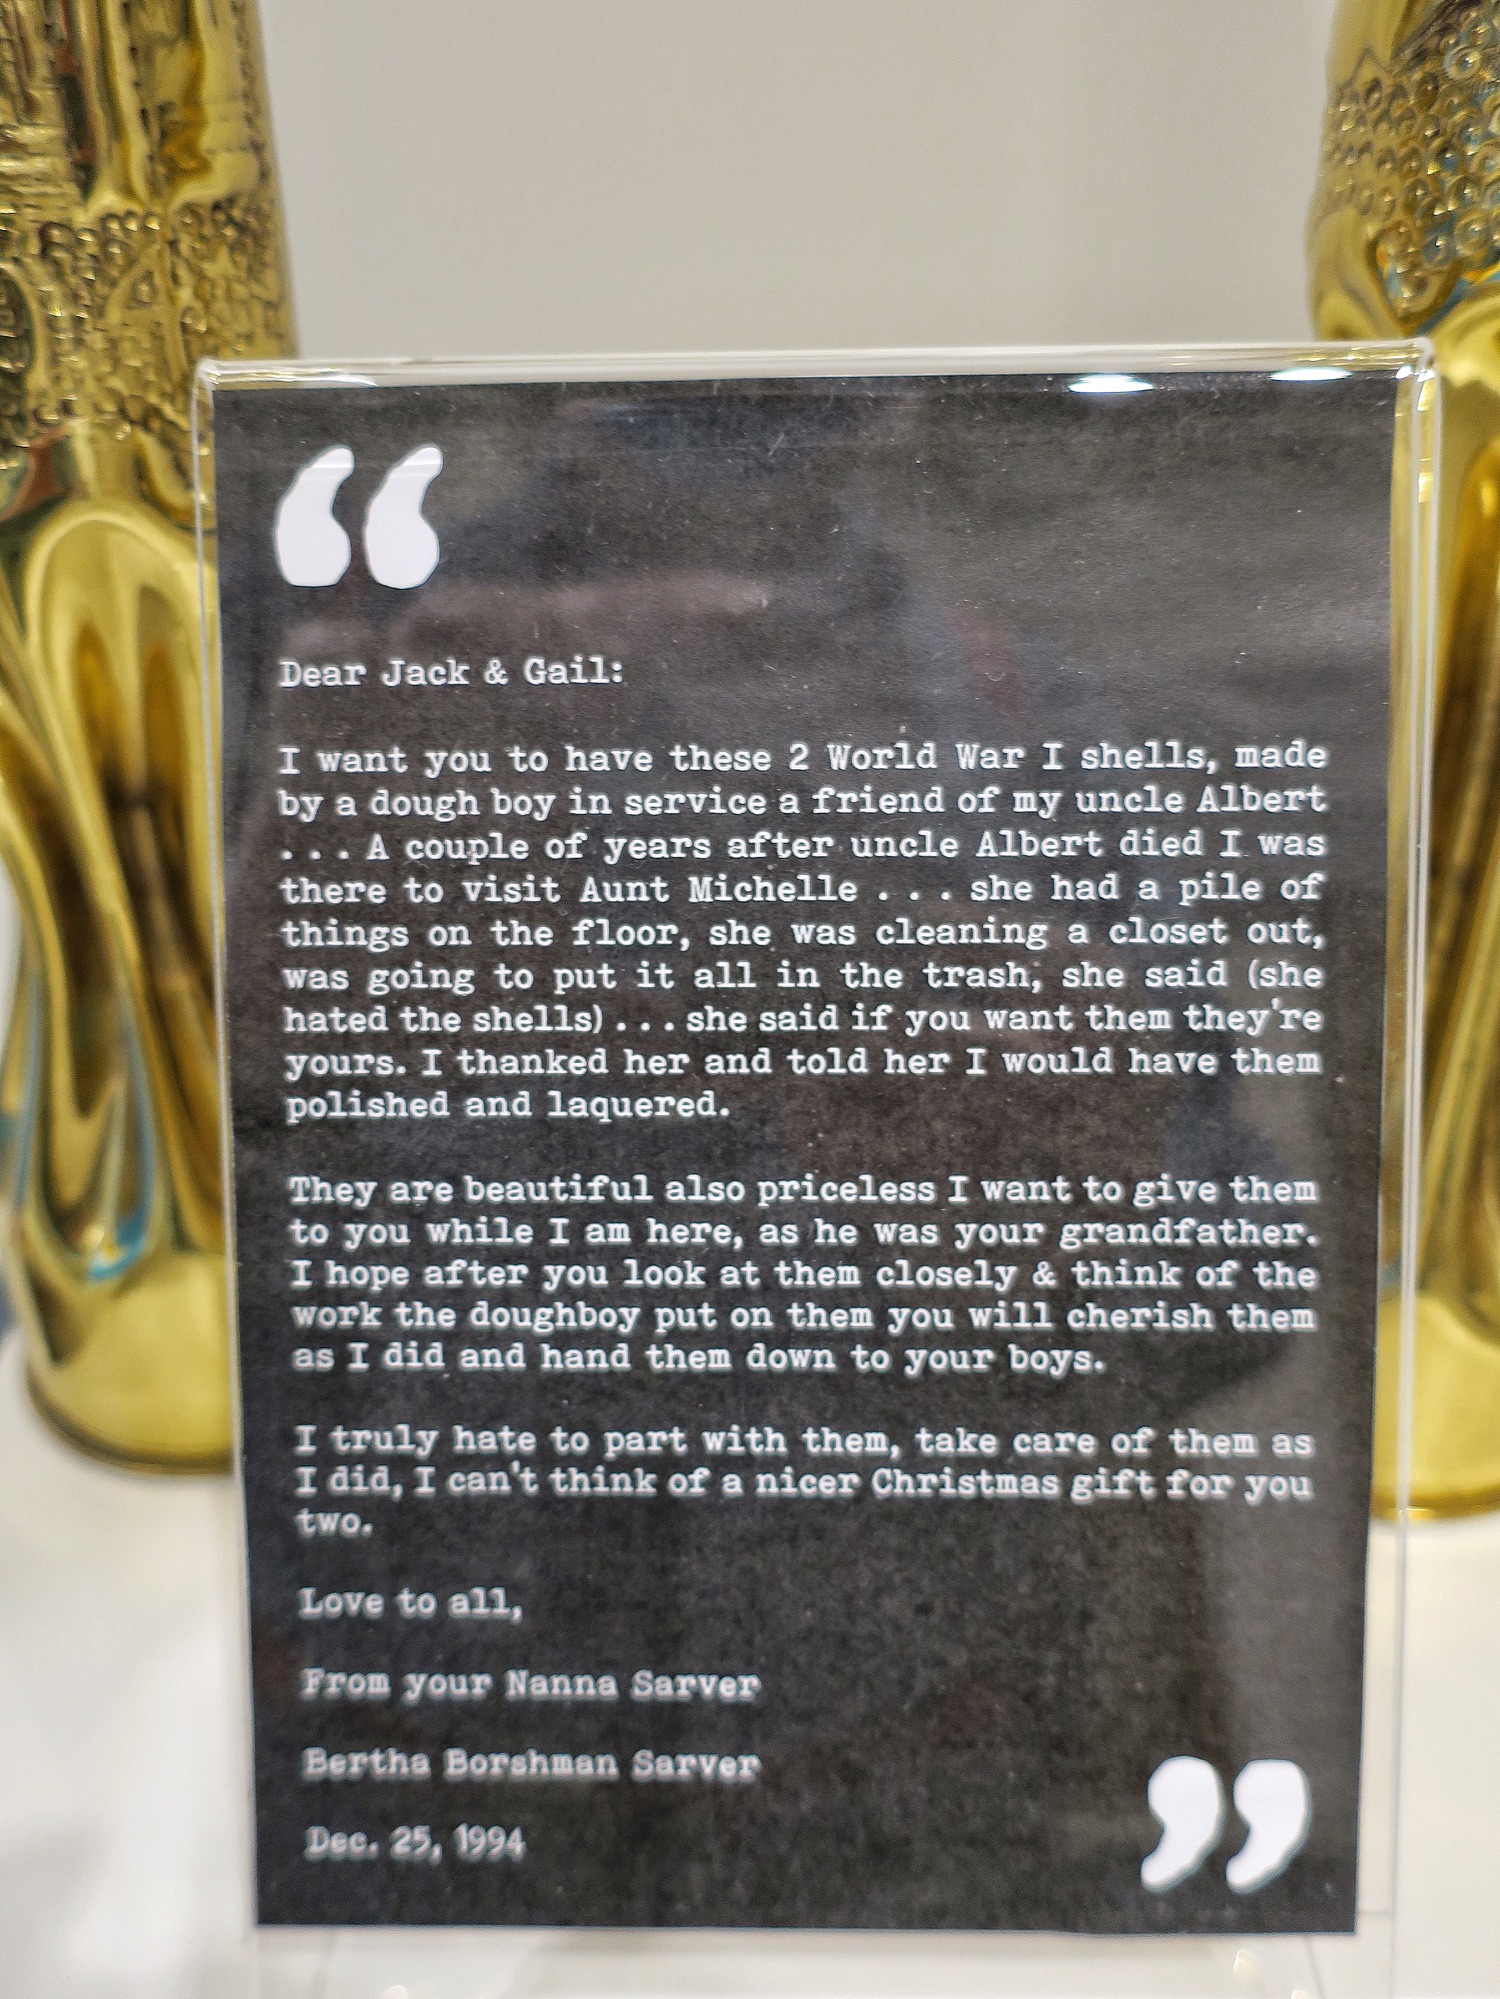 “
Dear Jack & Gail:
I want you to have these 2 World War I shells, made
by a dough boy in service a friend of my uncle Albert
. . . A couple of years after uncle Albert died I was
there to visit Aunt Michelle . . . she had a pile of
things on the floor, she was cleaning a closet out,
was going to put it all in the trash, she said (she
hated the shells) . . . she said if you want them they're
yours. I thanked her and told her I would have them
polished and laquered.
They are beautiful also priceless I want to give them
to you while I am here, as he was your grandfather.
I hope after you look at them closely & think of the
work the doughboy put on them you will cherish them
as I did and hand them down to your boys.
I truly hate to part with them, take care of them as
I did, I can't think of a nicer Christmas gift for you
two.
Love to all,
From your Nanna Sarver
Bertha Borshman Sarver
Dec. 25, 1994
”